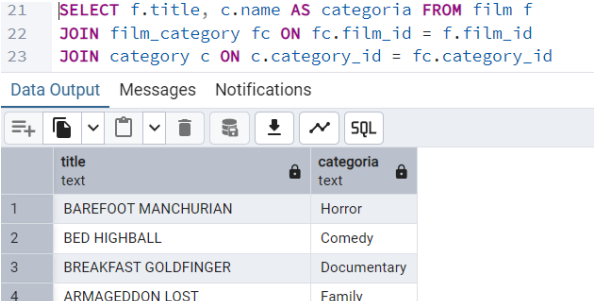 21 SELECT f.title, c.name AS categoria FROM film f
22 JOIN film_category fc ON fc.film_id = f.film_id
23 JOIN category c ON c.category_id = fc.category_id
Data Output Messages Notifications
SQL
title categoria
text text
1 BAREFOOT MANCHURIAN Horror
2 BED HIGHBALL Comedy
3 BREAKFAST GOLDFINGER Documentary
4 ARMAGEDDON LOST Family